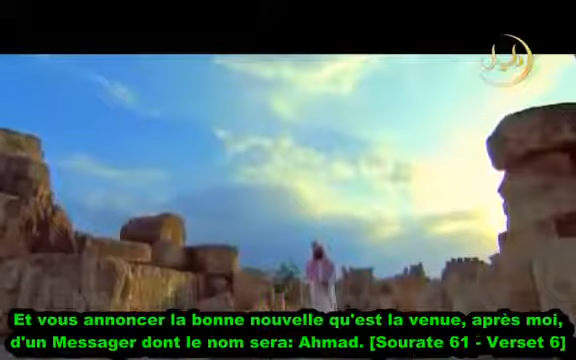 Et vous annoncer la bonne nouvelle qu'est la venue, après moi,
d'un Messager dont le nom sera: Ahmad. [Sourate 61 - Verset 6]